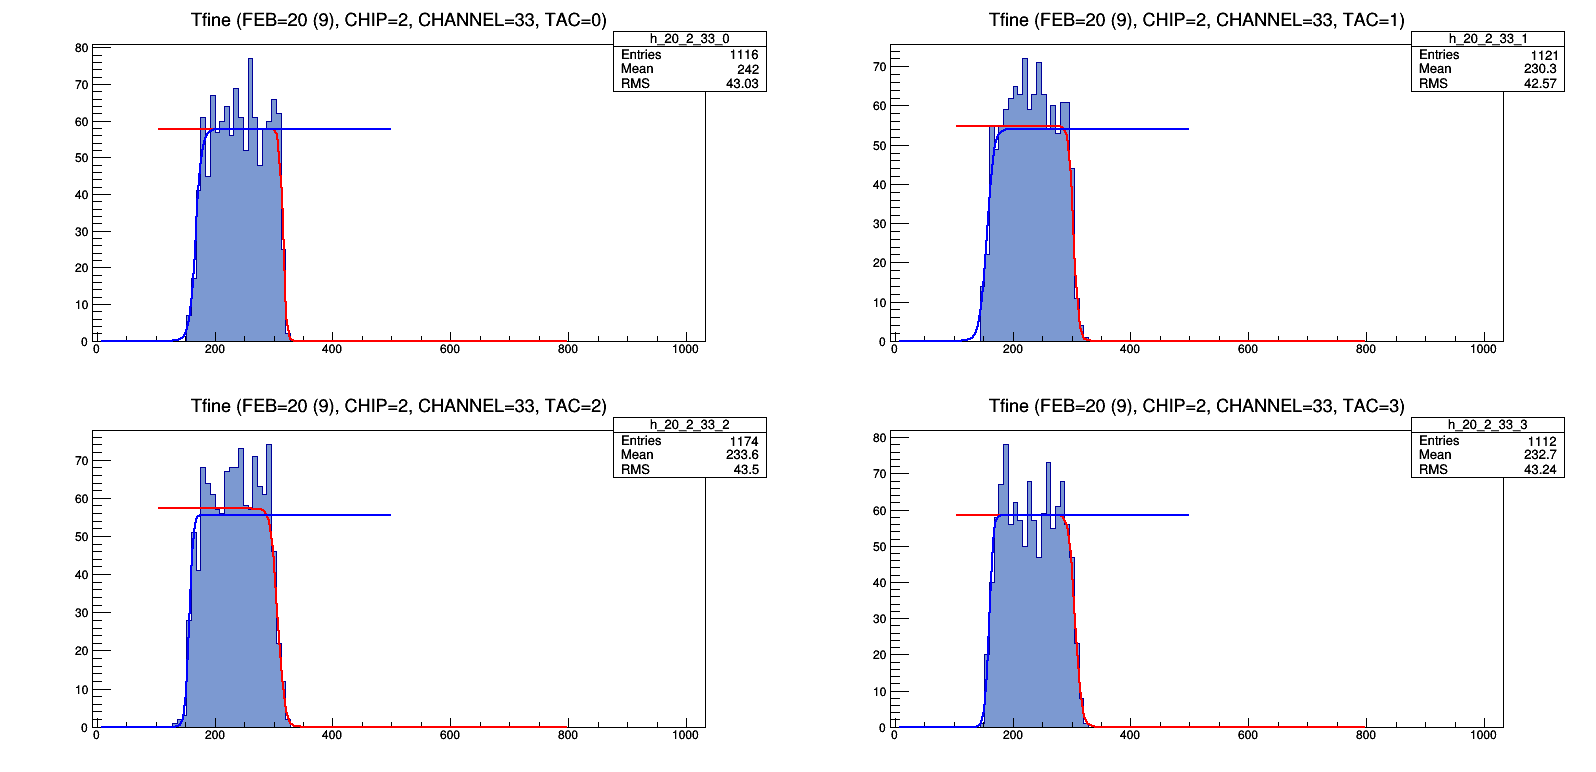 Tfine (FEB=20 (9), CHIP=2, CHANNEL=33, TAC=0)
h_20_2_33_0
Entries 1116
Mean 242
RMS 43.03
80
70
60
50
40
30
20
10
0
0 200 400 600 800 1000
Tfine (FEB=20 (9), CHIP=2, CHANNEL=33, TAC=1)
h_20_2_33_1
Entries 1121
Mean 230.3
RMS 42.57
70
60
50
40
30
20
10
0
0 200 400 600 800 1000
Tfine (FEB=20 (9), CHIP=2, CHANNEL=33, TAC=2)
h_20_2_33_2
Entries 1174
Mean 233.6
RMS 43.5
70
60
50
40
30
20
10
0
0 200 400 600 800 1000
Tfine (FEB=20 (9), CHIP=2, CHANNEL=33, TAC=3)
h_20_2_33_3
Entries 1112
Mean 232.7
RMS 43.24
80
70
60
50
40
30
20
10
0
0 200 400 600 800 1000